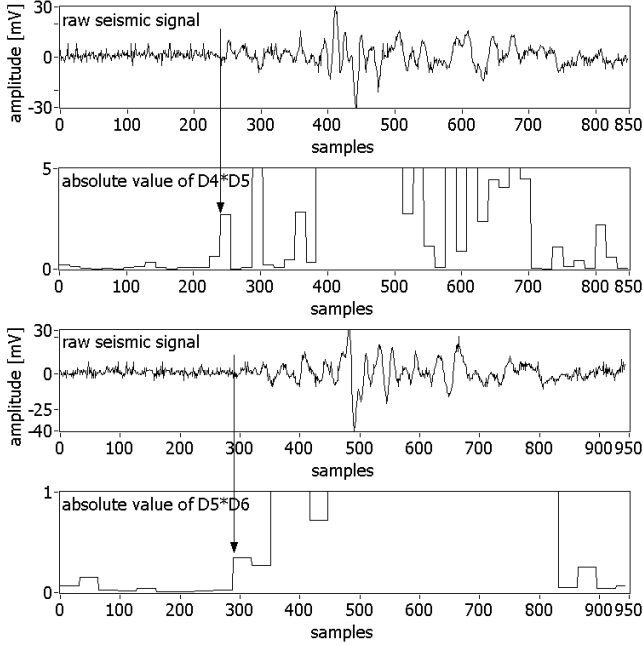 30
raw seismic signal
0
-30
amplitude [mV]
0 100 200 300 400 500 600 700 800 850
samples
5
absolute value of D4*D5
0
0 100 200 300 400 500 600 700 800 850
samples
30
raw seismic signal
0
-25
-40
amplitude [mV]
0 100 200 300 400 500 600 700 800 900 950
samples
1
absolute value of D5*D6
0
0 100 200 300 400 500 600 700 800 900 950
samples